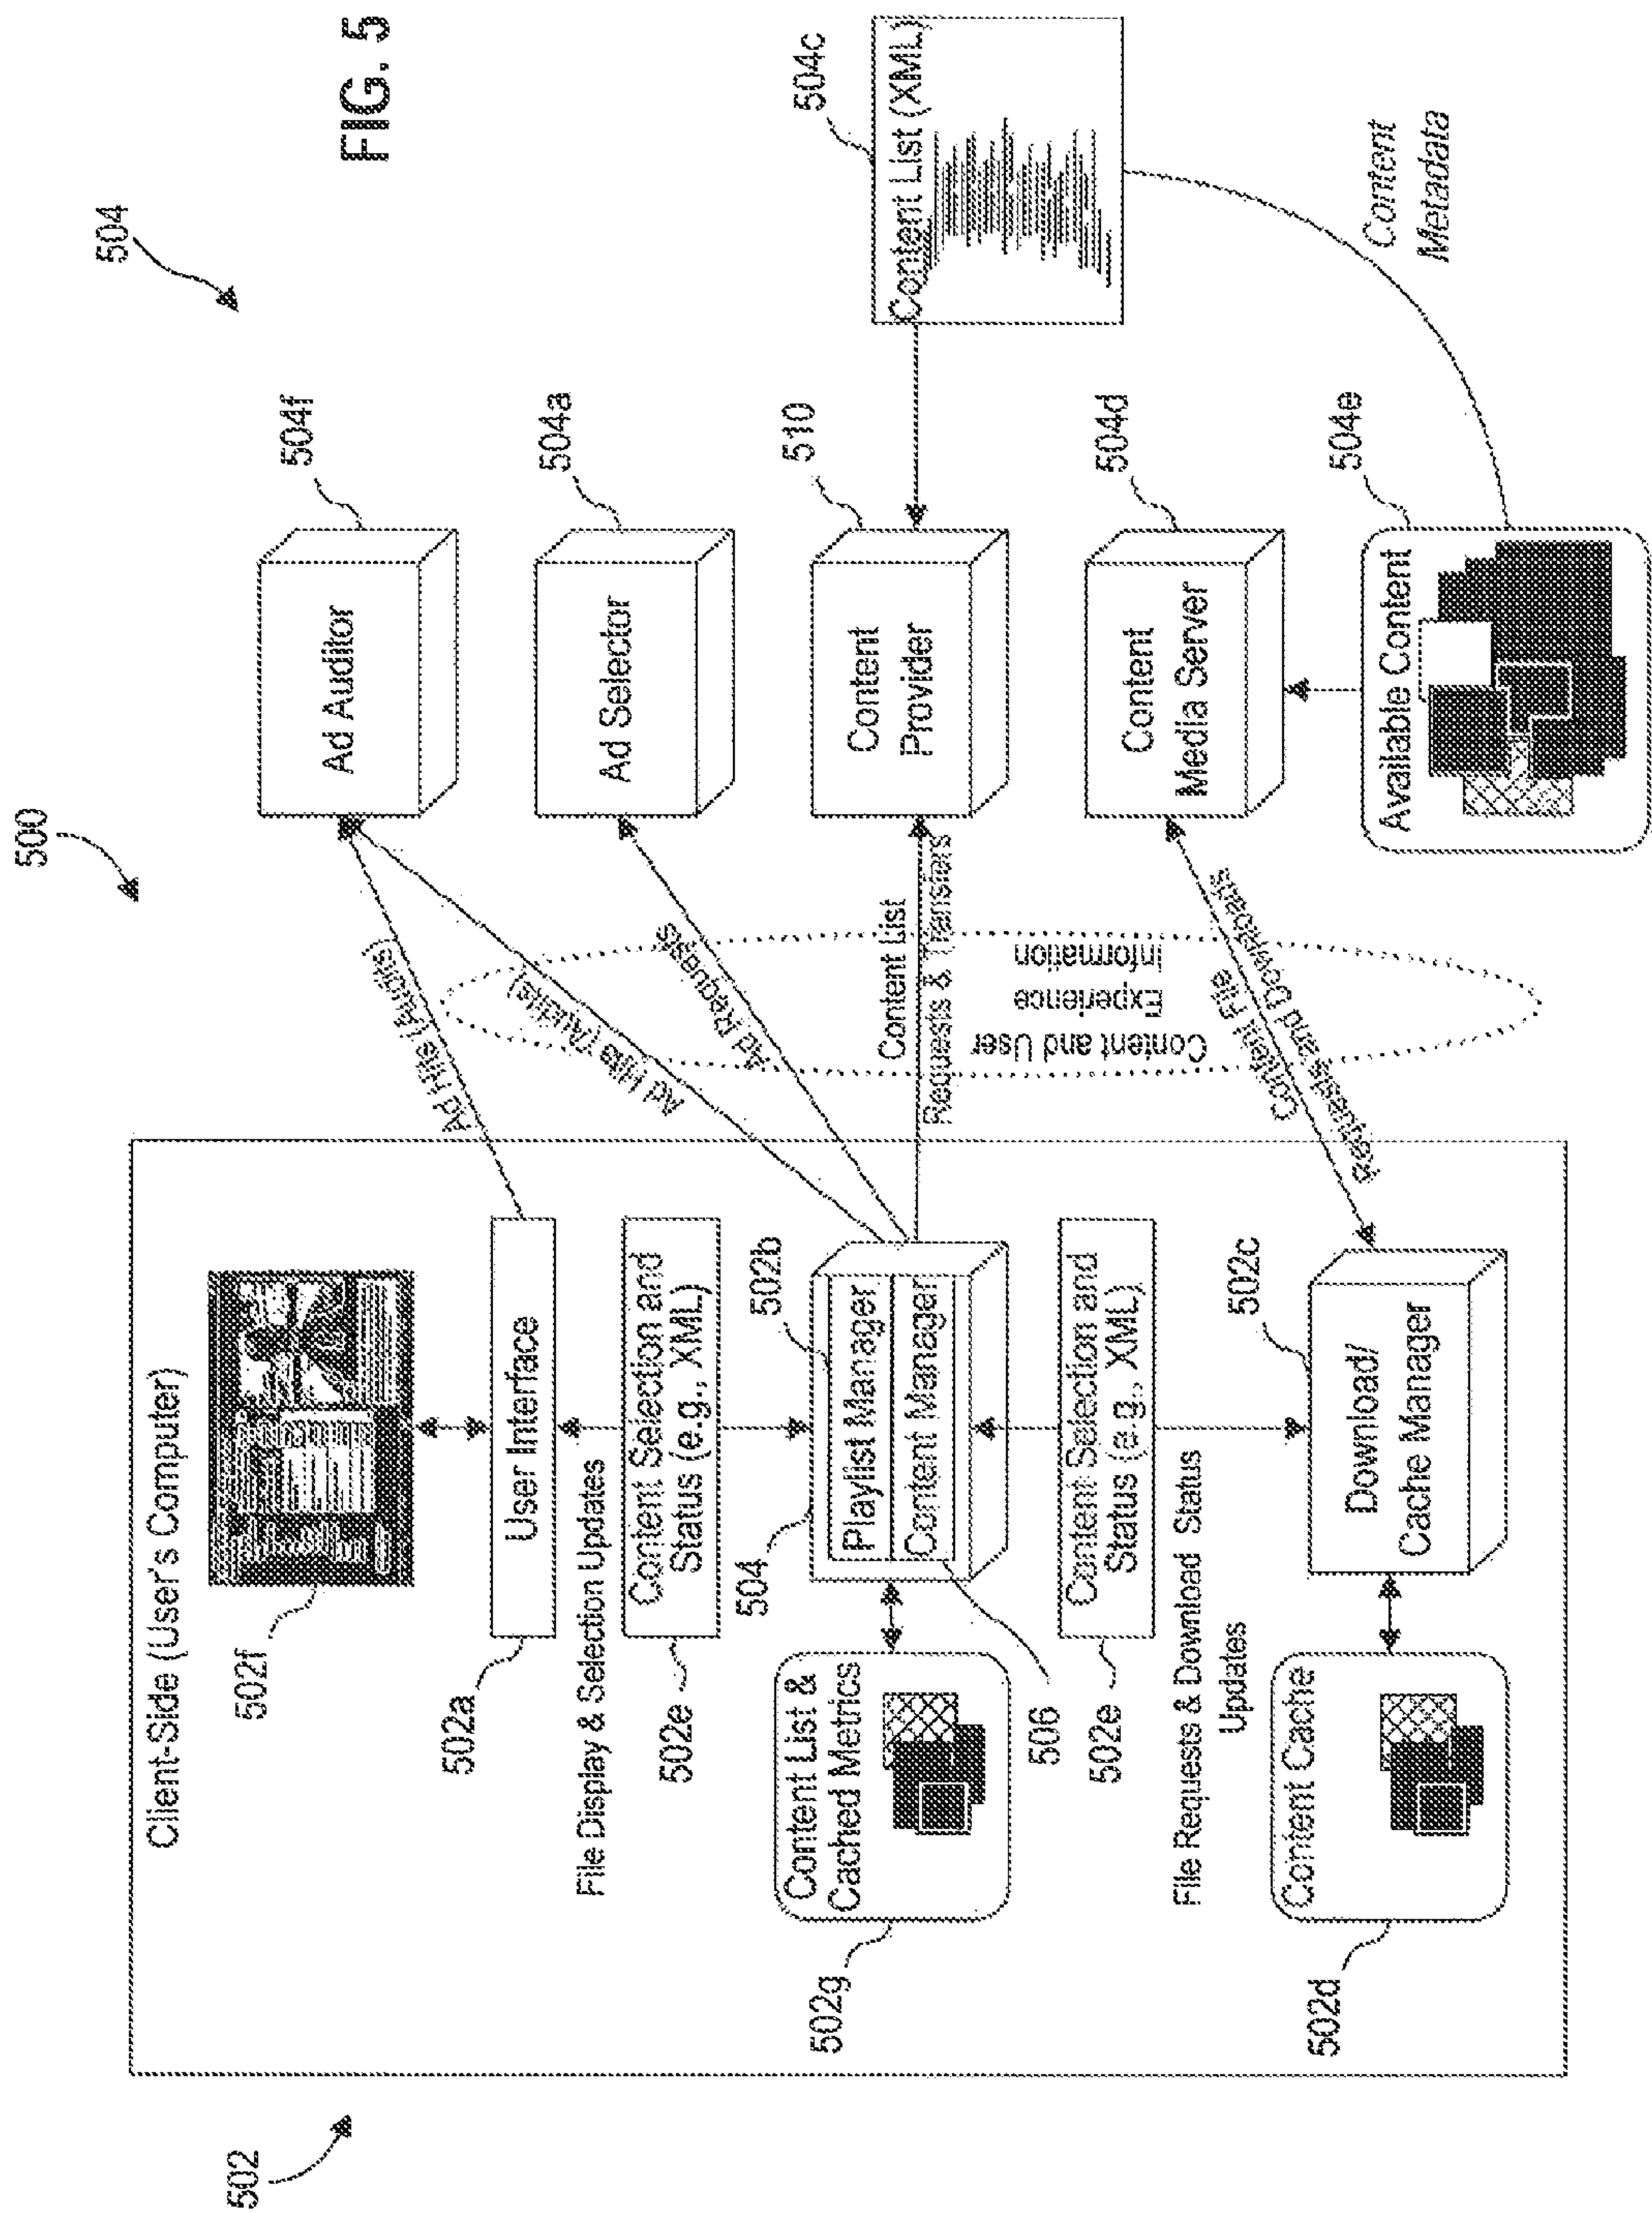 FIG. 5
500
504
502
Client-Side (User's Computer)
502f
User Interface
502a
File Display & Selection Updates
Content Selection and
Status (e.g., XML)
502e
504
502b
Playlist Manager
Content Manager
506
Content List &
Cached Metrics
502g
Content Selection and
Status (e.g., XML)
502e
File Requests & Download Status
Updates
502c
Download/
Cache Manager
Content Cache
502d
Ad Hits (Audits)
Ad Hits (Audits)
Ad Requests
Content List
Requests & Transfers
Content and User
Experience
Information
Content File
Requests and Downloads
Ad Auditor
504f
Ad Selector
504a
Content
Provider
510
Content
Media Server
504d
Available Content
504e
Content List (XML)
504c
Content
Metadata